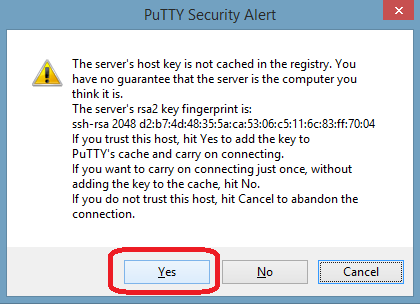 PuTTY Security Alert
The server's host key is not cached in the registry. You
have no guarantee that the server is the computer you
think it is.
The server's rsa2 key fingerprint is:
ssh-rsa 2048 d2:b7:4d:48:35:5a:ca:53:06:c5:11:6c:83:ff:70:04
If you trust this host, hit Yes to add the key to
PuTTY's cache and carry on connecting.
If you want to carry on connecting just once, without
adding the key to the cache, hit No.
If you do not trust this host, hit Cancel to abandon the
connection.
Yes No Cancel